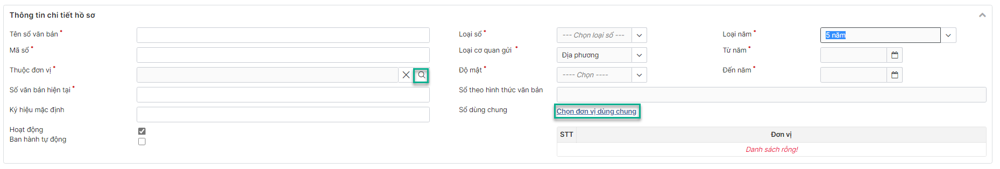 Thông tin chi tiết hồ sơ
Tên sổ văn bản *
Loại sổ *
--- Chọn loại sổ ---
Loại năm *
5 năm
Mã sổ *
Loại cơ quan gửi *
Địa phương
Từ năm *
Thuộc đơn vị *
Độ mật *
---- Chọn ----
Đến năm *
Số văn bản hiện tại *
Sổ theo hình thức văn bản
Ký hiệu mặc định
Sổ dùng chung
Chọn đơn vị dùng chung
Hoạt động
Ban hành tự động
STT
Đơn vị
Danh sách rỗng!